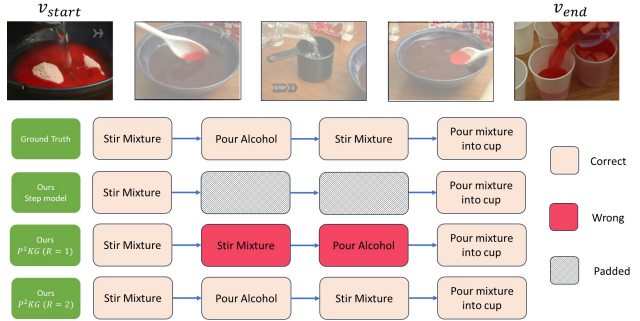 v_start
v_end
STEP 2
Ground Truth
Stir Mixture
Pour Alcohol
Stir Mixture
Pour mixture
into cup
Ours
Step model
Stir Mixture
Pour mixture
into cup
Ours
P²KG (R = 1)
Stir Mixture
Stir Mixture
Pour Alcohol
Pour mixture
into cup
Ours
P²KG (R = 2)
Stir Mixture
Pour Alcohol
Stir Mixture
Pour mixture
into cup
Correct
Wrong
Padded